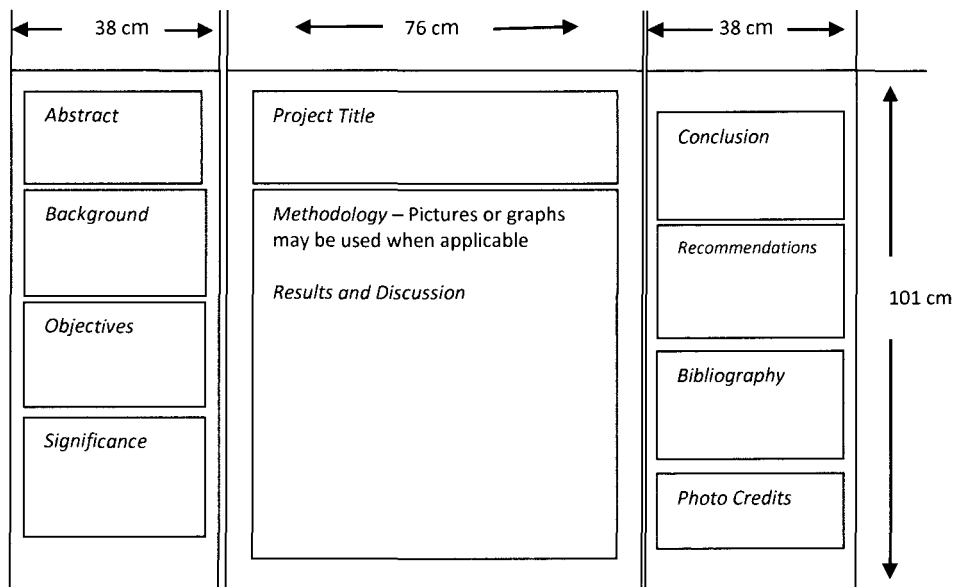 38 cm
76 cm
38 cm
Abstract
Background
Objectives
Significance
Project Title
Methodology – Pictures or graphs
may be used when applicable
Results and Discussion
Conclusion
Recommendations
Bibliography
Photo Credits
101 cm